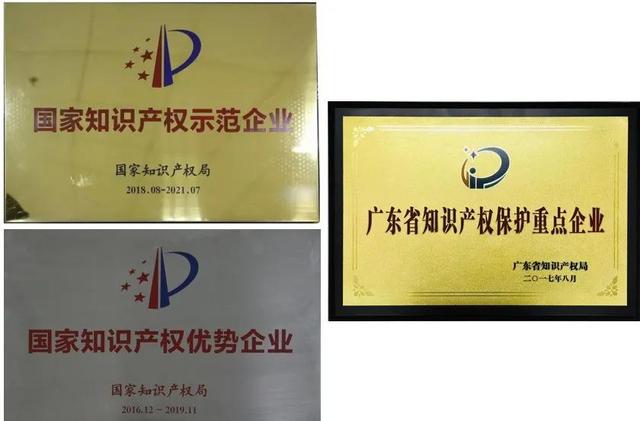 国家知识产权示范企业
国家知识产权局
2018.08-2021.07
国家知识产权优势企业
国家知识产权局
2016.12－2019.11
广东省知识产权保护重点企业
广东省知识产权局
二〇一七年八月